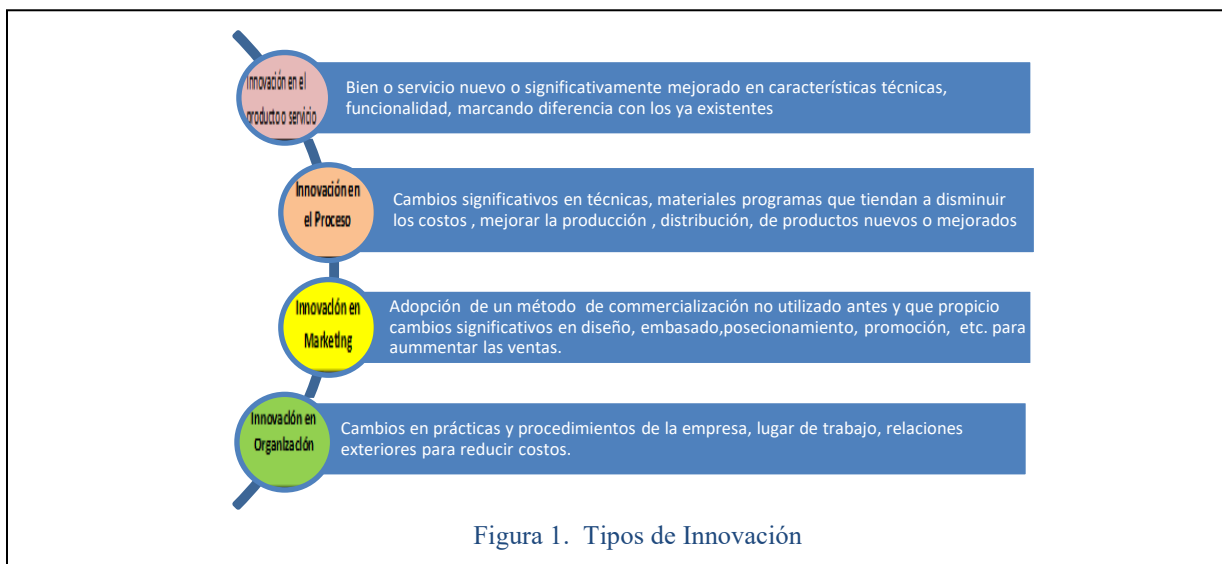 Innovación en el
producto o servicio
Bien o servicio nuevo o significativamente mejorado en características técnicas,
funcionalidad, marcando diferencia con los ya existentes
Innovación en
el Proceso
Cambios significativos en técnicas, materiales programas que tiendan a disminuir
los costos , mejorar la producción , distribución, de productos nuevos o mejorados
Innovación en
Marketing
Adopción de un método de commercialización no utilizado antes y que propicio
cambios significativos en diseño, embasado,posecionamiento, promoción, etc. para
aummentar las ventas.
Innovación en
Organización
Cambios en prácticas y procedimientos de la empresa, lugar de trabajo, relaciones
exteriores para reducir costos.
Figura 1. Tipos de Innovación